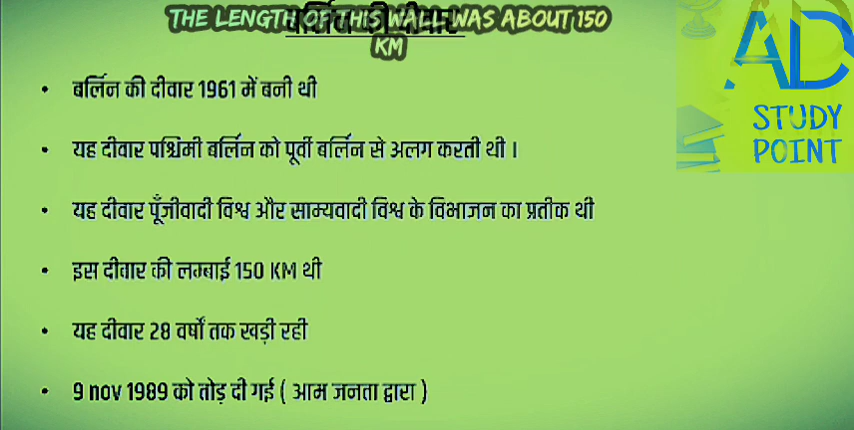 THE LENGTH OF THIS WALL WAS ABOUT 150
KM
बर्लिन की दीवार
AD
STUDY
POINT
• बर्लिन की दीवार 1961 में बनी थी
• यह दीवार पश्चिमी बर्लिन को पूर्वी बर्लिन से अलग करती थी ।
• यह दीवार पूँजीवादी विश्व और साम्यवादी विश्व के विभाजन का प्रतीक थी
• इस दीवार की लम्बाई 150 KM थी
• यह दीवार 28 वर्षों तक खड़ी रही
• 9 nov 1989 को तोड़ दी गई ( आम जनता द्वारा )